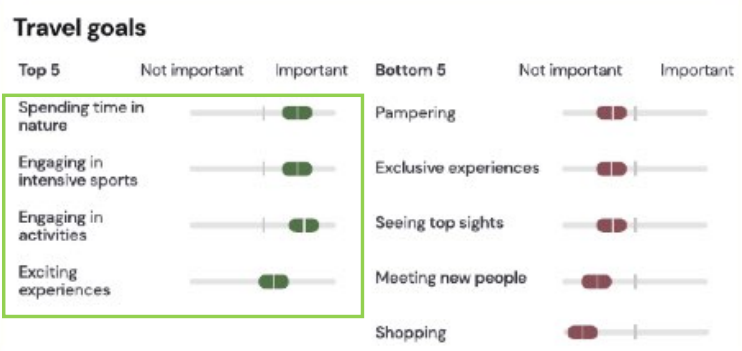 Travel goals
Top 5 Not important Important Bottom 5 Not important Important
Spending time in
nature
Engaging in
intensive sports
Engaging in
activities
Exciting
experiences
Pampering
Exclusive experiences
Seeing top sights
Meeting new people
Shopping